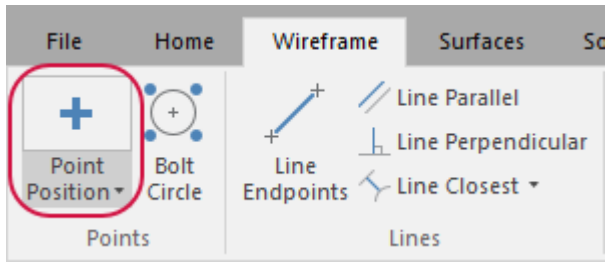 File Home Wireframe Surfaces
Point Position
Bolt Circle
Line Endpoints
Line Parallel
Line Perpendicular
Line Closest
Points Lines